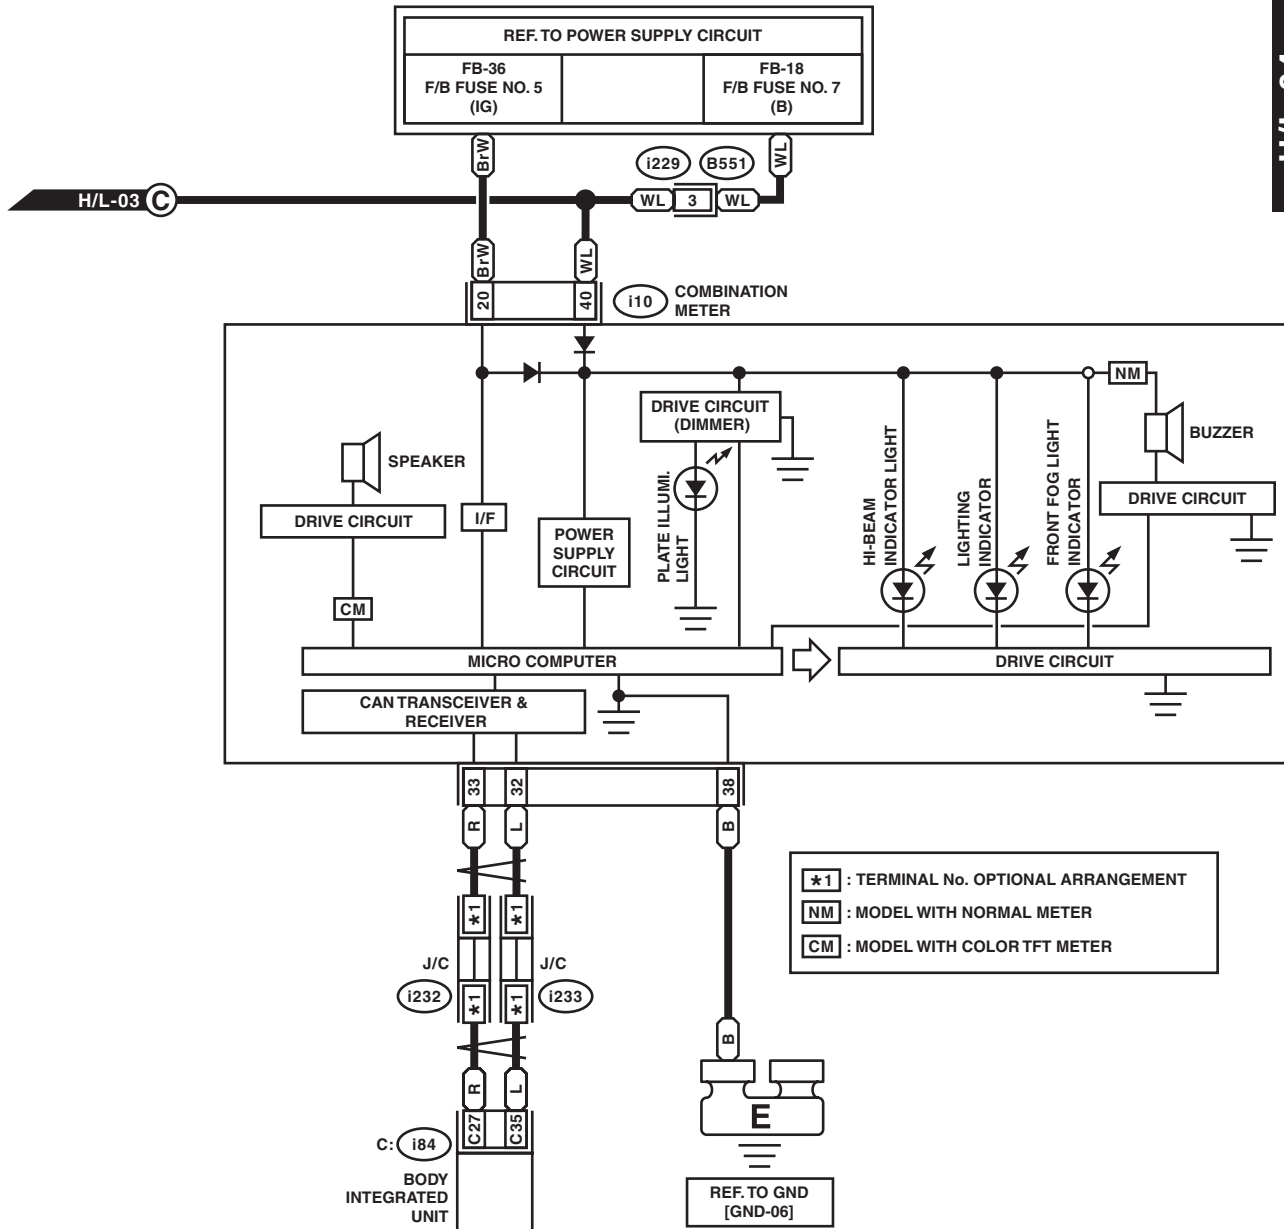 REF. TO POWER SUPPLY CIRCUIT
FB-36
F/B FUSE NO. 5
(IG)
FB-18
F/B FUSE NO. 7
(B)
BrW
WL
i229
B551
H/L-03
C
WL
3
WL
BrW
WL
20
40
i10
COMBINATION
METER
NM
DRIVE CIRCUIT
(DIMMER)
BUZZER
SPEAKER
DRIVE CIRCUIT
I/F
POWER
SUPPLY
CIRCUIT
PLATE ILLUMI.
LIGHT
HI-BEAM
INDICATOR LIGHT
LIGHTING
INDICATOR
FRONT FOG LIGHT
INDICATOR
DRIVE CIRCUIT
CM
MICRO COMPUTER
DRIVE CIRCUIT
CAN TRANSCEIVER &
RECEIVER
33
32
38
R
L
B
*1
*1
J/C
J/C
i232
*1
*1
i233
*1 : TERMINAL No. OPTIONAL ARRANGEMENT
NM : MODEL WITH NORMAL METER
CM : MODEL WITH COLOR TFT METER
R
L
B
C27
C35
C: i84
BODY
INTEGRATED
UNIT
E
REF. TO GND
[GND-06]